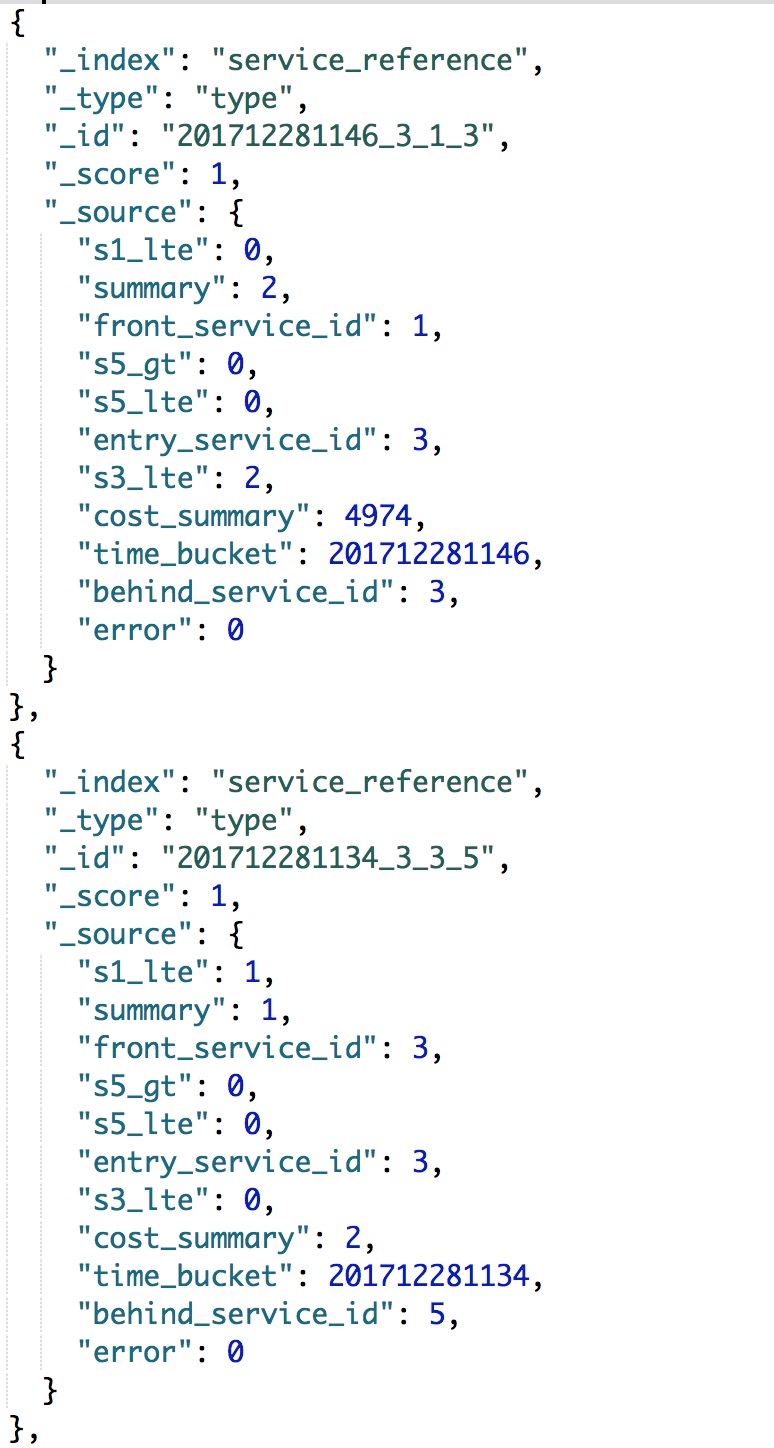 {
"_index": "service_reference",
"_type": "type",
"_id": "201712281146_3_1_3",
"_score": 1,
"_source": {
"s1_lte": 0,
"summary": 2,
"front_service_id": 1,
"s5_gt": 0,
"s5_lte": 0,
"entry_service_id": 3,
"s3_lte": 2,
"cost_summary": 4974,
"time_bucket": 201712281146,
"behind_service_id": 3,
"error": 0
}
},
{
"_index": "service_reference",
"_type": "type",
"_id": "201712281134_3_3_5",
"_score": 1,
"_source": {
"s1_lte": 1,
"summary": 1,
"front_service_id": 3,
"s5_gt": 0,
"s5_lte": 0,
"entry_service_id": 3,
"s3_lte": 0,
"cost_summary": 2,
"time_bucket": 201712281134,
"behind_service_id": 5,
"error": 0
}
},